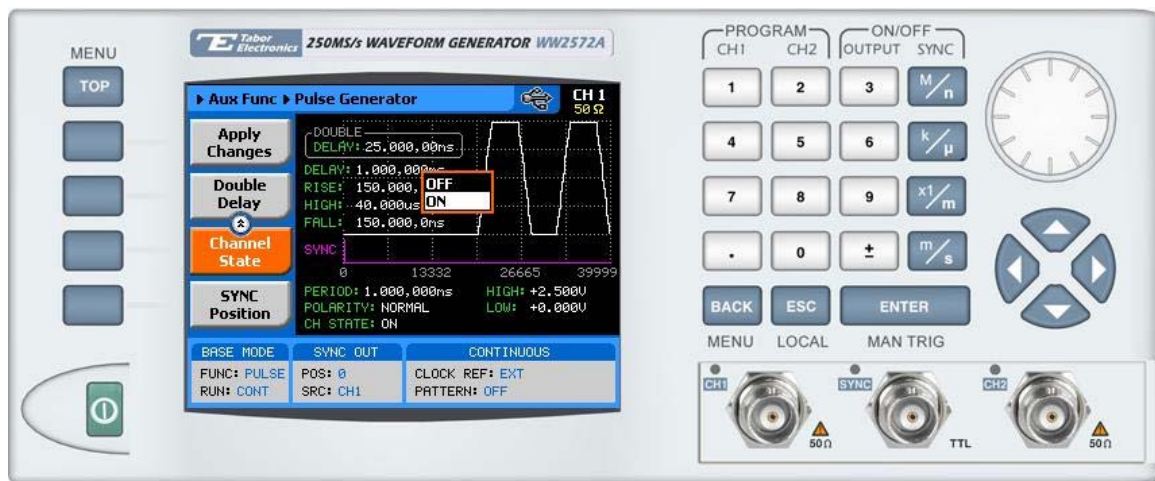 MENU
TOP
Tabor Electronics 250MS/s WAVEFORM GENERATOR WW2572A
Aux Func Pulse Generator
CH 1
50 Ω
Apply Changes
Double Delay
Channel State
SYNC Position
DOUBLE
DELAY: 25.000,00ms
DELAY: 1.000,000ms
RISE: 150.000,
HIGH: 40.000us
FALL: 150.000,0ms
OFF
ON
SYNC
0 13332 26665 39999
PERIOD: 1.000,000ms HIGH: +2.500V
POLARITY: NORMAL LOW: +0.000V
CH STATE: ON
BASE MODE SYNC OUT CONTINUOUS
FUNC: PULSE POS: 0 CLOCK REF: EXT
RUN: CONT SRC: CH1 PATTERN: OFF
PROGRAM ON/OFF
CH1 CH2 OUTPUT SYNC
1 2 3 M/n
4 5 6 k/µ
7 8 9 x1/m
. 0 ± m/s
BACK ESC ENTER
MENU LOCAL MAN TRIG
CH1 SYNC CH2
50Ω TTL 50Ω